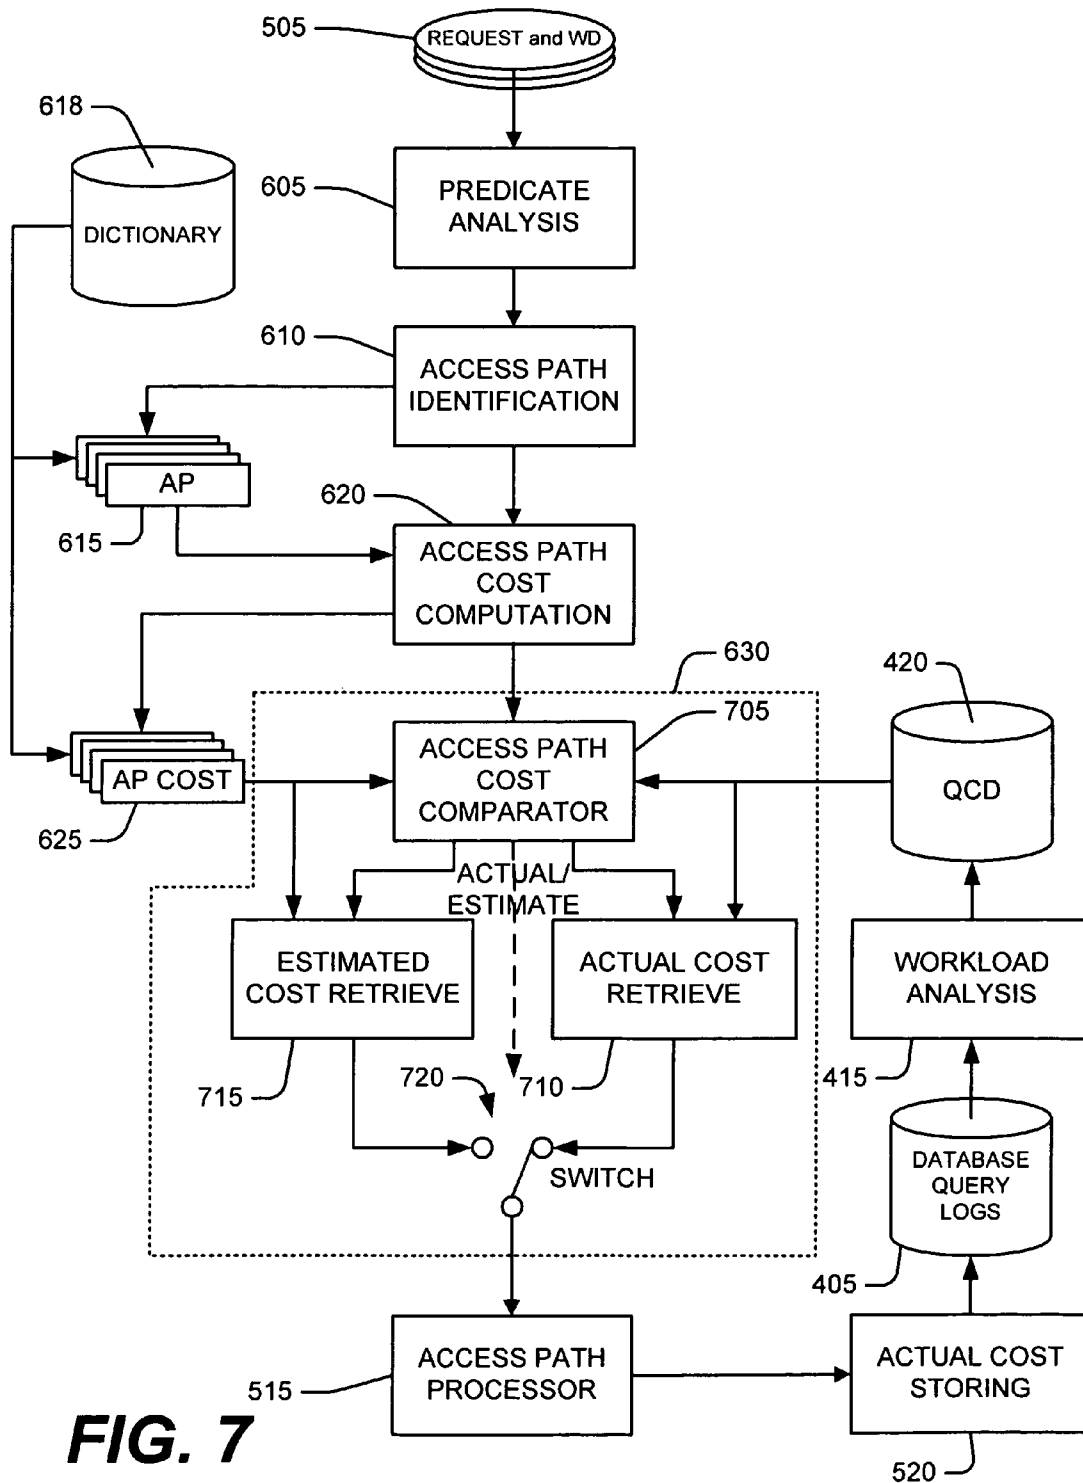 505
REQUEST and WD
618
DICTIONARY
605
PREDICATE
ANALYSIS
610
ACCESS PATH
IDENTIFICATION
AP
615
620
ACCESS PATH
COST
COMPUTATION
630
420
705
ACCESS PATH
COST
COMPARATOR
AP COST
625
QCD
ACTUAL/
ESTIMATE
ESTIMATED
COST RETRIEVE
ACTUAL COST
RETRIEVE
WORKLOAD
ANALYSIS
715
720
710
415
SWITCH
DATABASE
QUERY
LOGS
405
ACCESS PATH
PROCESSOR
515
ACTUAL COST
STORING
520
FIG. 7